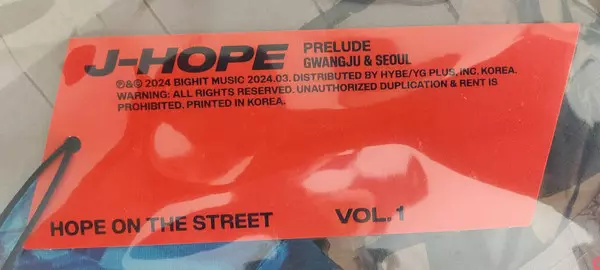 J-HOPE PRELUDE
GWANGJU & SEOUL
℗&© 2024 BIGHIT MUSIC 2024.03. DISTRIBUTED BY HYBE/YG PLUS, INC. KOREA.
WARNING: ALL RIGHTS RESERVED. UNAUTHORIZED DUPLICATION & RENT IS
PROHIBITED. PRINTED IN KOREA.
HOPE ON THE STREET VOL.1